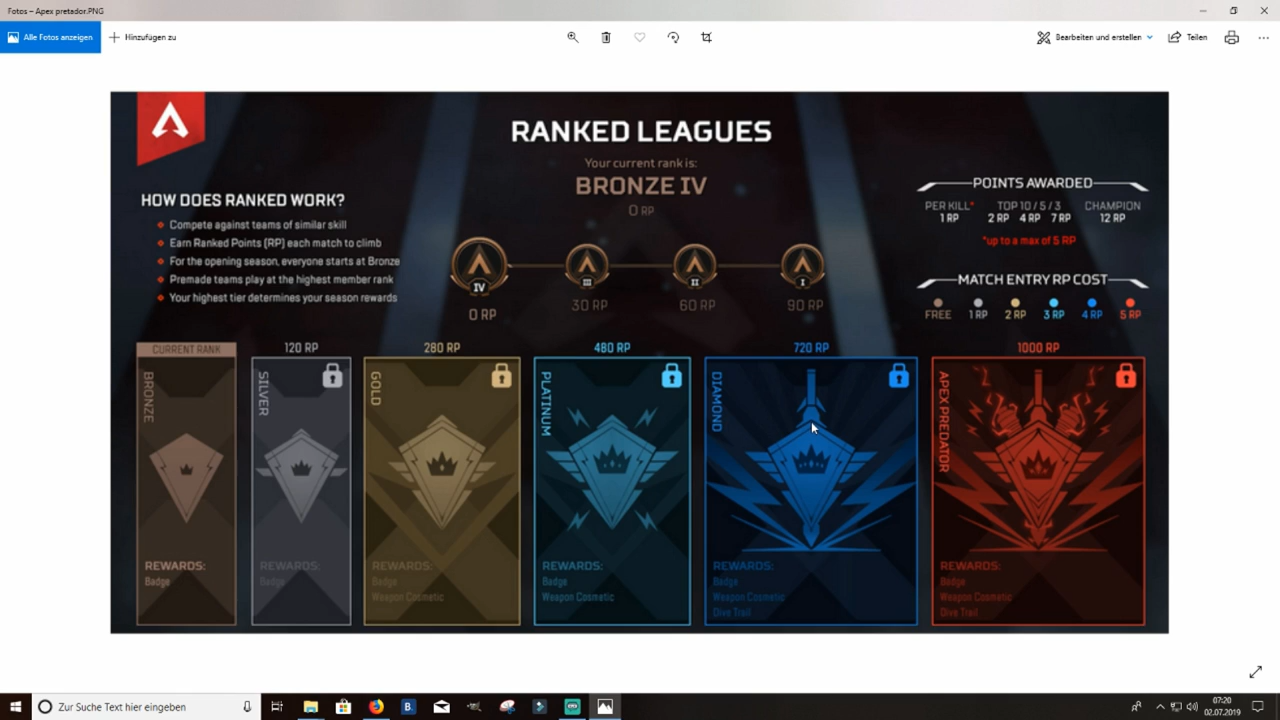 Fotos – Apex pretador.PNG
Alle Fotos anzeigen
Hinzufügen zu
Bearbeiten und erstellen
Teilen
RANKED LEAGUES
Your current rank is:
BRONZE IV
0 RP
HOW DOES RANKED WORK?
Compete against teams of similar skill
Earn Ranked Points (RP) each match to climb
For the opening season, everyone starts at Bronze
Premade teams play at the highest member rank
Your highest tier determines your season rewards
IV III II I
0 RP 30 RP 60 RP 90 RP
POINTS AWARDED
PER KILL* TOP 10 / 5 / 3 CHAMPION
1 RP 2 RP 4 RP 7 RP 12 RP
*up to a max of 5 RP
MATCH ENTRY RP COST
FREE 1 RP 2 RP 3 RP 4 RP 5 RP
CURRENT RANK 120 RP 280 RP 480 RP 720 RP 1000 RP
BRONZE
SILVER
GOLD
PLATINUM
DIAMOND
APEX PREDATOR
REWARDS: REWARDS: REWARDS: REWARDS: REWARDS: REWARDS:
Badge Badge Badge Badge Badge Badge
Weapon Cosmetic Weapon Cosmetic Weapon Cosmetic Weapon Cosmetic
Dive Trail Dive Trail
Zur Suche Text hier eingeben
B.
07:20
02.07.2019